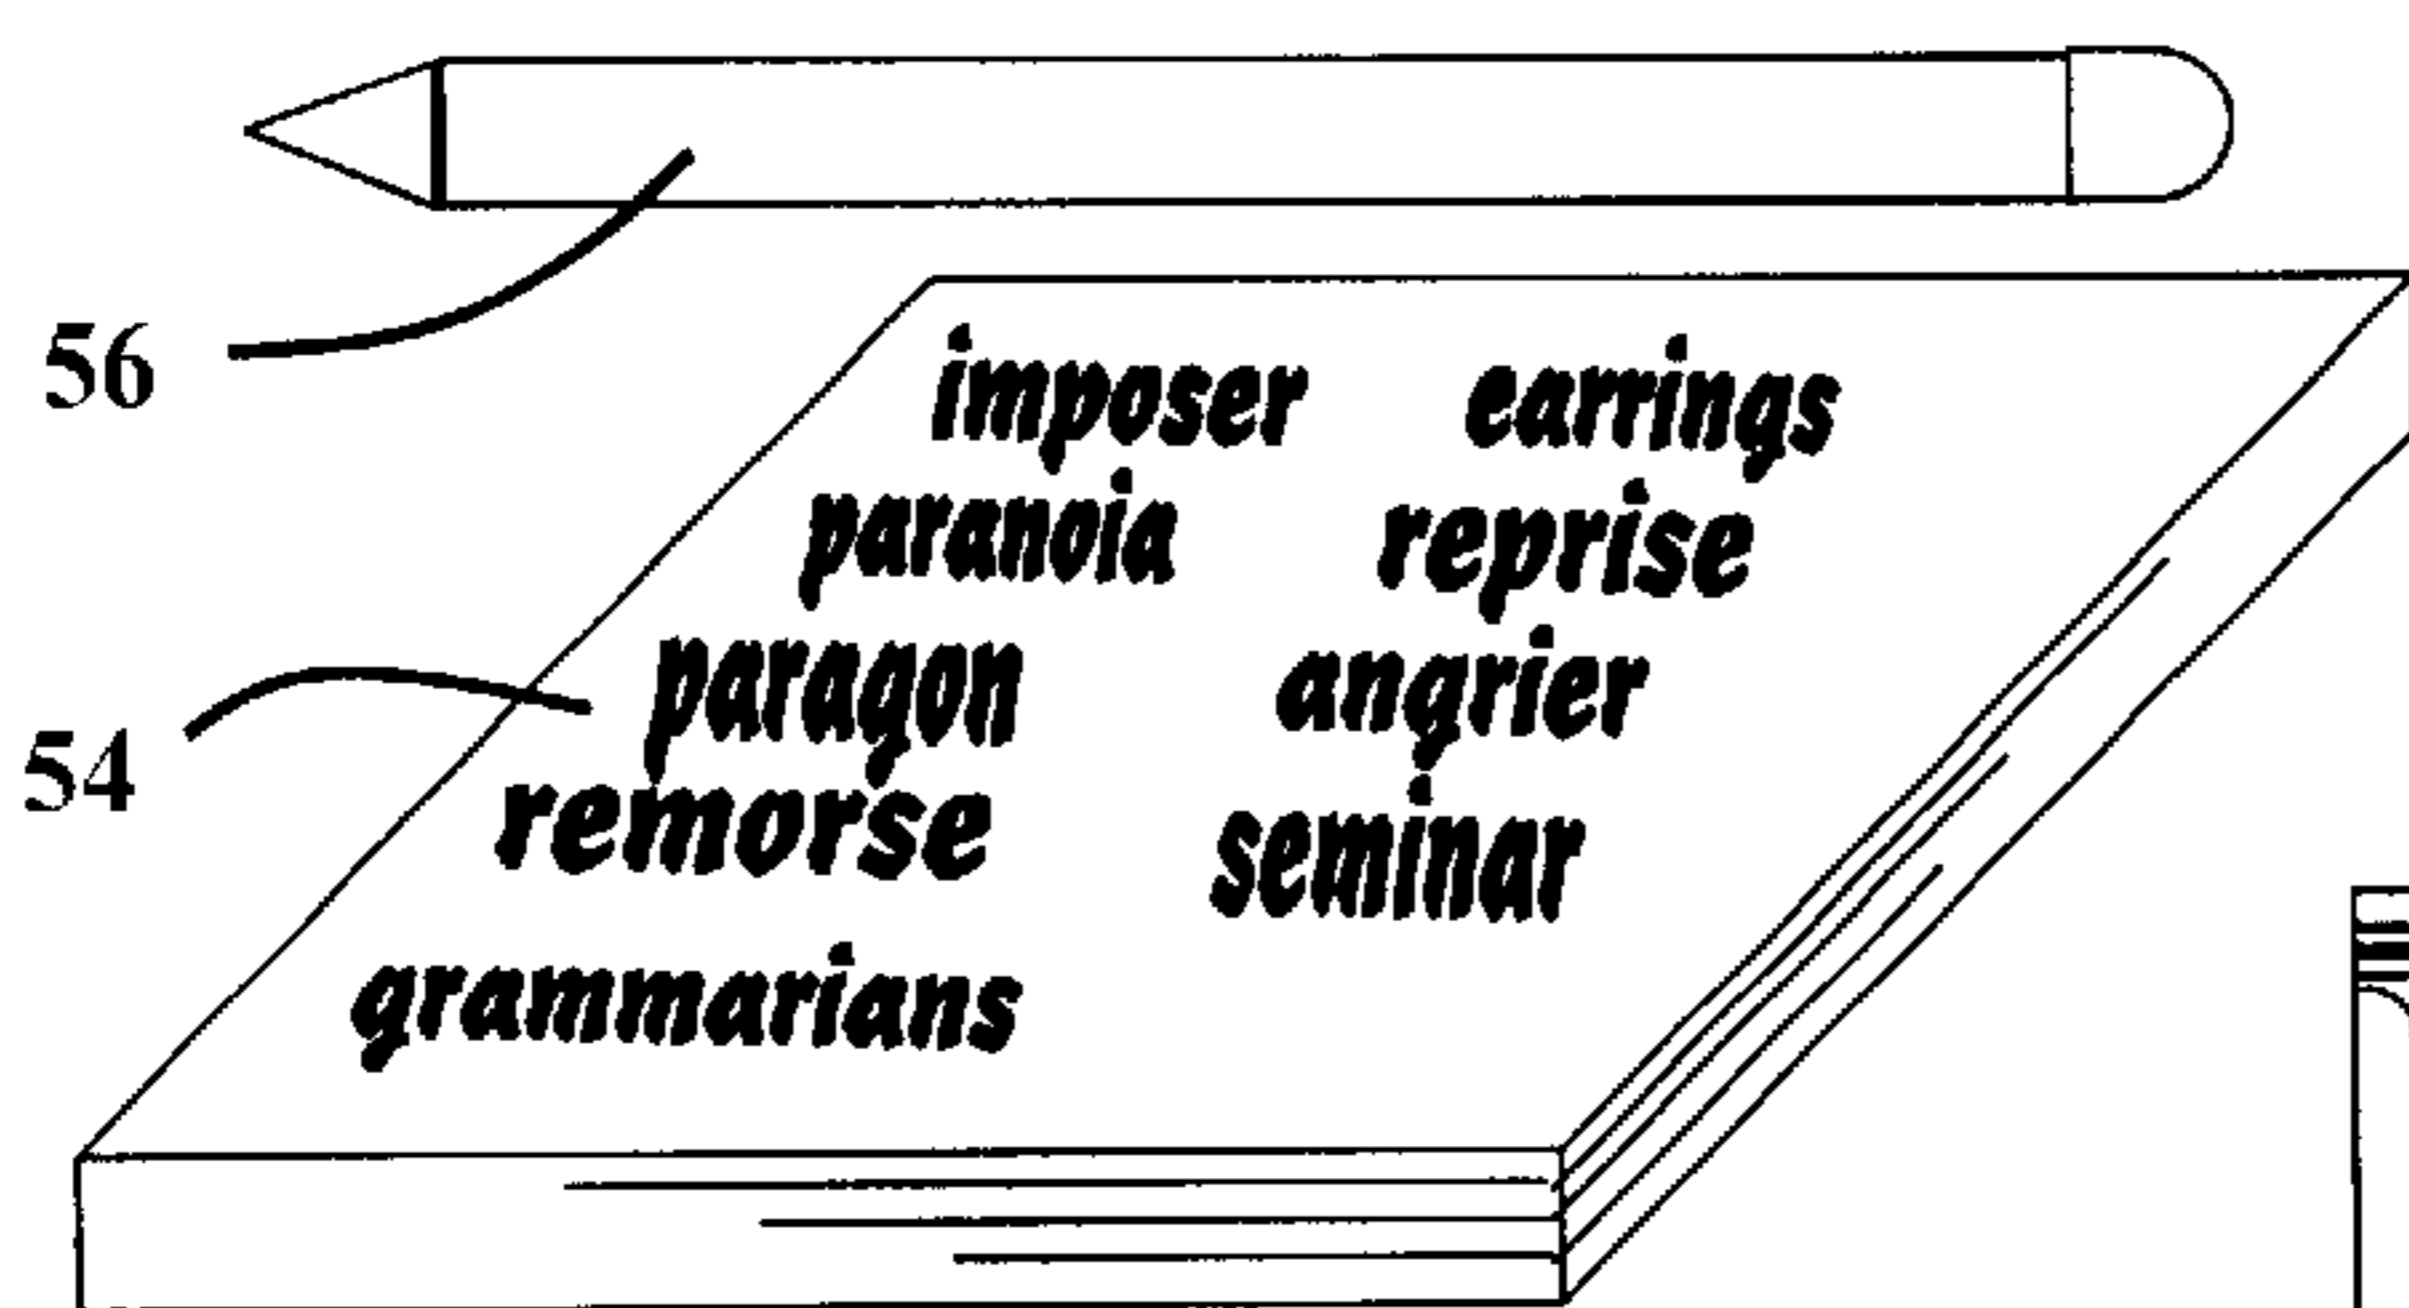 56
imposer earrings
paranoia reprise
paragon angrier
54
remorse seminar
grammarians